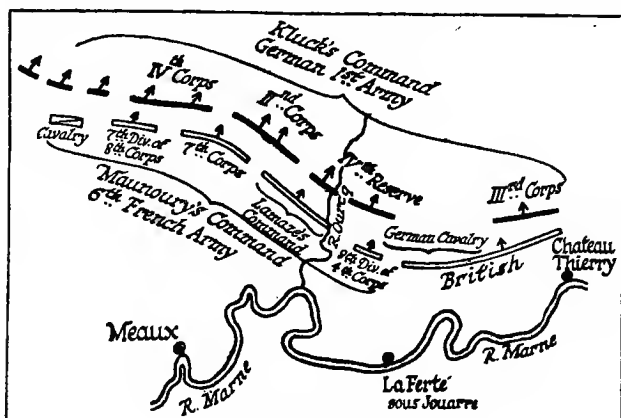 Kluck's Command
German 1st Army
IVth Corps
IInd Corps
IVth Reserve
IIIrd Corps
Cavalry
7th Div. of
8th Corps
7th Corps
Lamaze's
Command
Maunoury's Command
6th French Army
R. Ourcq
German Cavalry
8th Div. of
4th Corps
British
Chateau
Thierry
Meaux
R. Marne
La Ferté
sous Jouarre
R. Marne